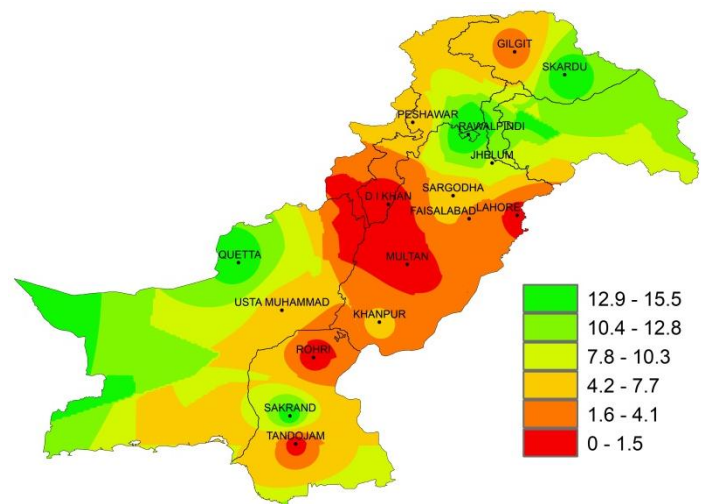 GILGIT
SKARDU
PESHAWAR
RAWALPINDI
JHELUM
SARGODHA
D.I KHAN
FAISALABAD
LAHORE
QUETTA
MULTAN
USTA MUHAMMAD
KHANPUR
ROHRI
SAKRAND
TANDOJAM
12.9 - 15.5
10.4 - 12.8
7.8 - 10.3
4.2 - 7.7
1.6 - 4.1
0 - 1.5